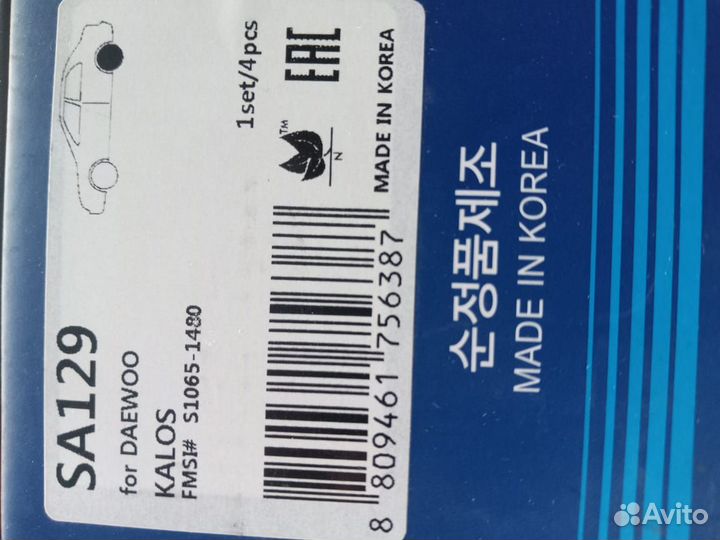 SA129
for DAEWOO
KALOS
FMSI# S1065-1480
1set/4pcs
EAC
TM
N
MADE IN KOREA
8 809461 756387
순정품제조
MADE IN KOREA
Avito